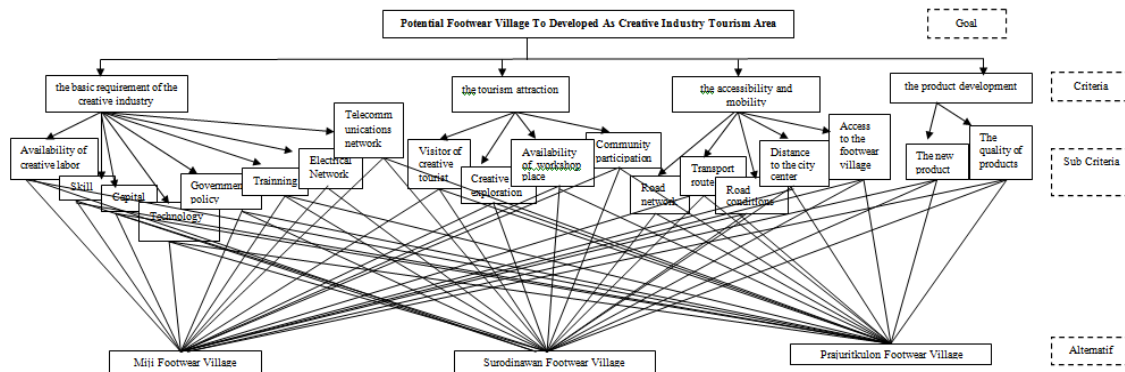 Potential Footwear Village To Developed As Creative Industry Tourism Area
Goal
the basic requirement of the
creative industry
the tourism attraction
the accessibility and
mobility
the product development
Criteria
Availability of
creative labor
Skill
Capital
Technology
Government
policy
Trainning
Electrical
Network
Telecomm
unications
network
Visitor of
creative
tourist
Creative
exploration
Availability
of workshop
place
Community
participation
Road
network
Transport
route
Road
conditions
Distance
to the city
center
Access
to the
footwear
village
The new
product
The
quality of
products
Sub Criteria
Miji Footwear Village
Surodinawan Footwear Village
Prajuritkulon Footwear Village
Alternatif